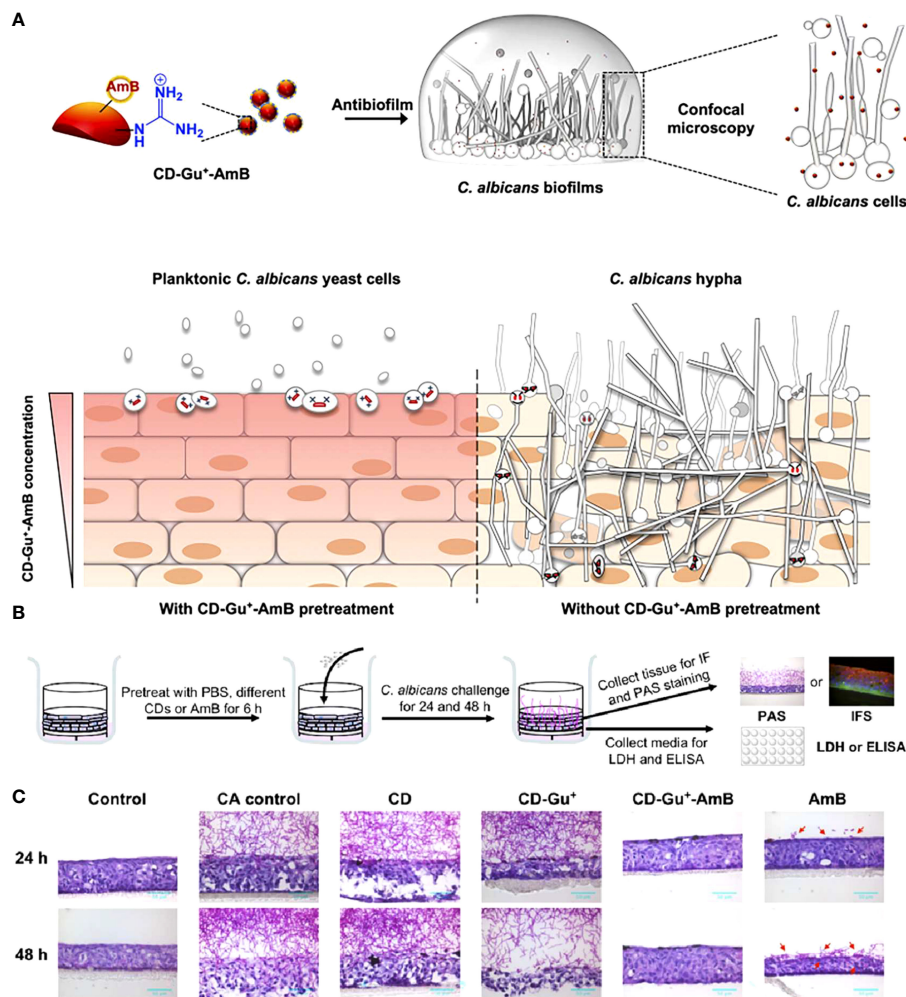 A
AmB
⊕
NH₂
N
H
NH₂
CD-Gu⁺-AmB
Antibiofilm
C. albicans biofilms
Confocal
microscopy
C. albicans cells
Planktonic C. albicans yeast cells
C. albicans hypha
CD-Gu⁺-AmB concentration
With CD-Gu⁺-AmB pretreatment
Without CD-Gu⁺-AmB pretreatment
B
Pretreat with PBS, different
CDs or AmB for 6 h
C. albicans challenge
for 24 and 48 h
Collect tissue for IF
and PAS staining
Collect media for
LDH and ELISA
or
PAS
IFS
LDH or ELISA
C
Control
CA control
CD
CD-Gu⁺
CD-Gu⁺-AmB
AmB
24 h
48 h